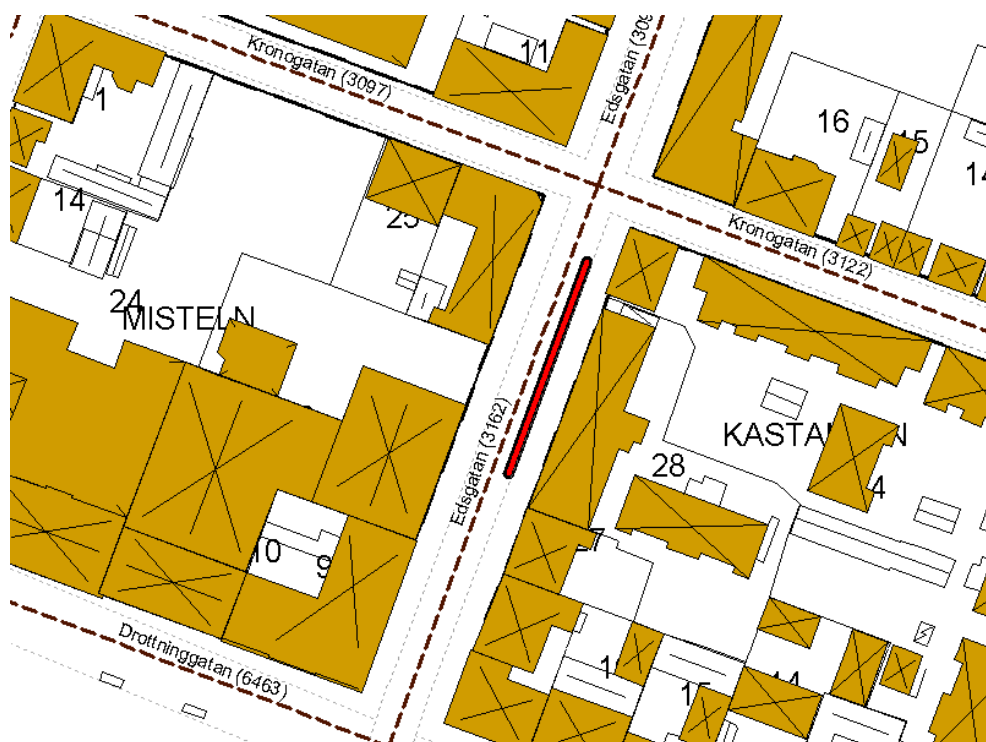 Kronogatan (3097)
11
Edsgatan (309
1
16
15
14
14
25
Kronogatan (3122)
24
MISTELN
Edsgatan (3162)
28
4
10
9
Drottninggatan (6463)